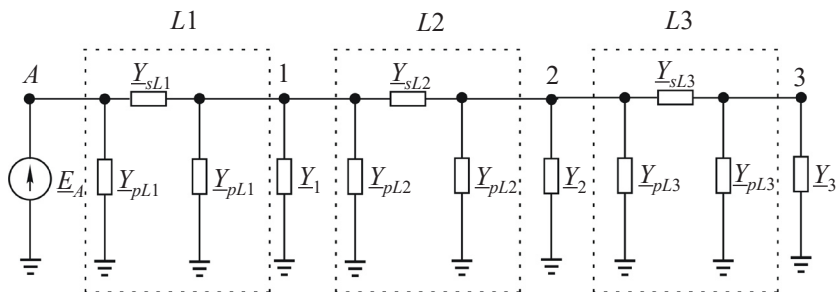 L1 L2 L3
A Y_sL1 1 Y_sL2 2 Y_sL3 3
E_A Y_pL1 Y_pL1 Y_1 Y_pL2 Y_pL2 Y_2 Y_pL3 Y_pL3 Y_3